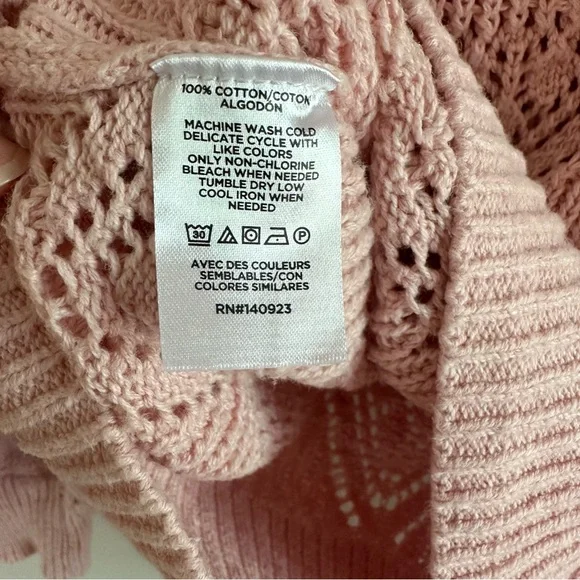 100% COTTON/COTON
ALGODÓN
MACHINE WASH COLD
DELICATE CYCLE WITH
LIKE COLORS
ONLY NON-CHLORINE
BLEACH WHEN NEEDED
TUMBLE DRY LOW
COOL IRON WHEN
NEEDED
30 P
AVEC DES COULEURS
SEMBLABLES/CON
COLORES SIMILARES
RN#140923